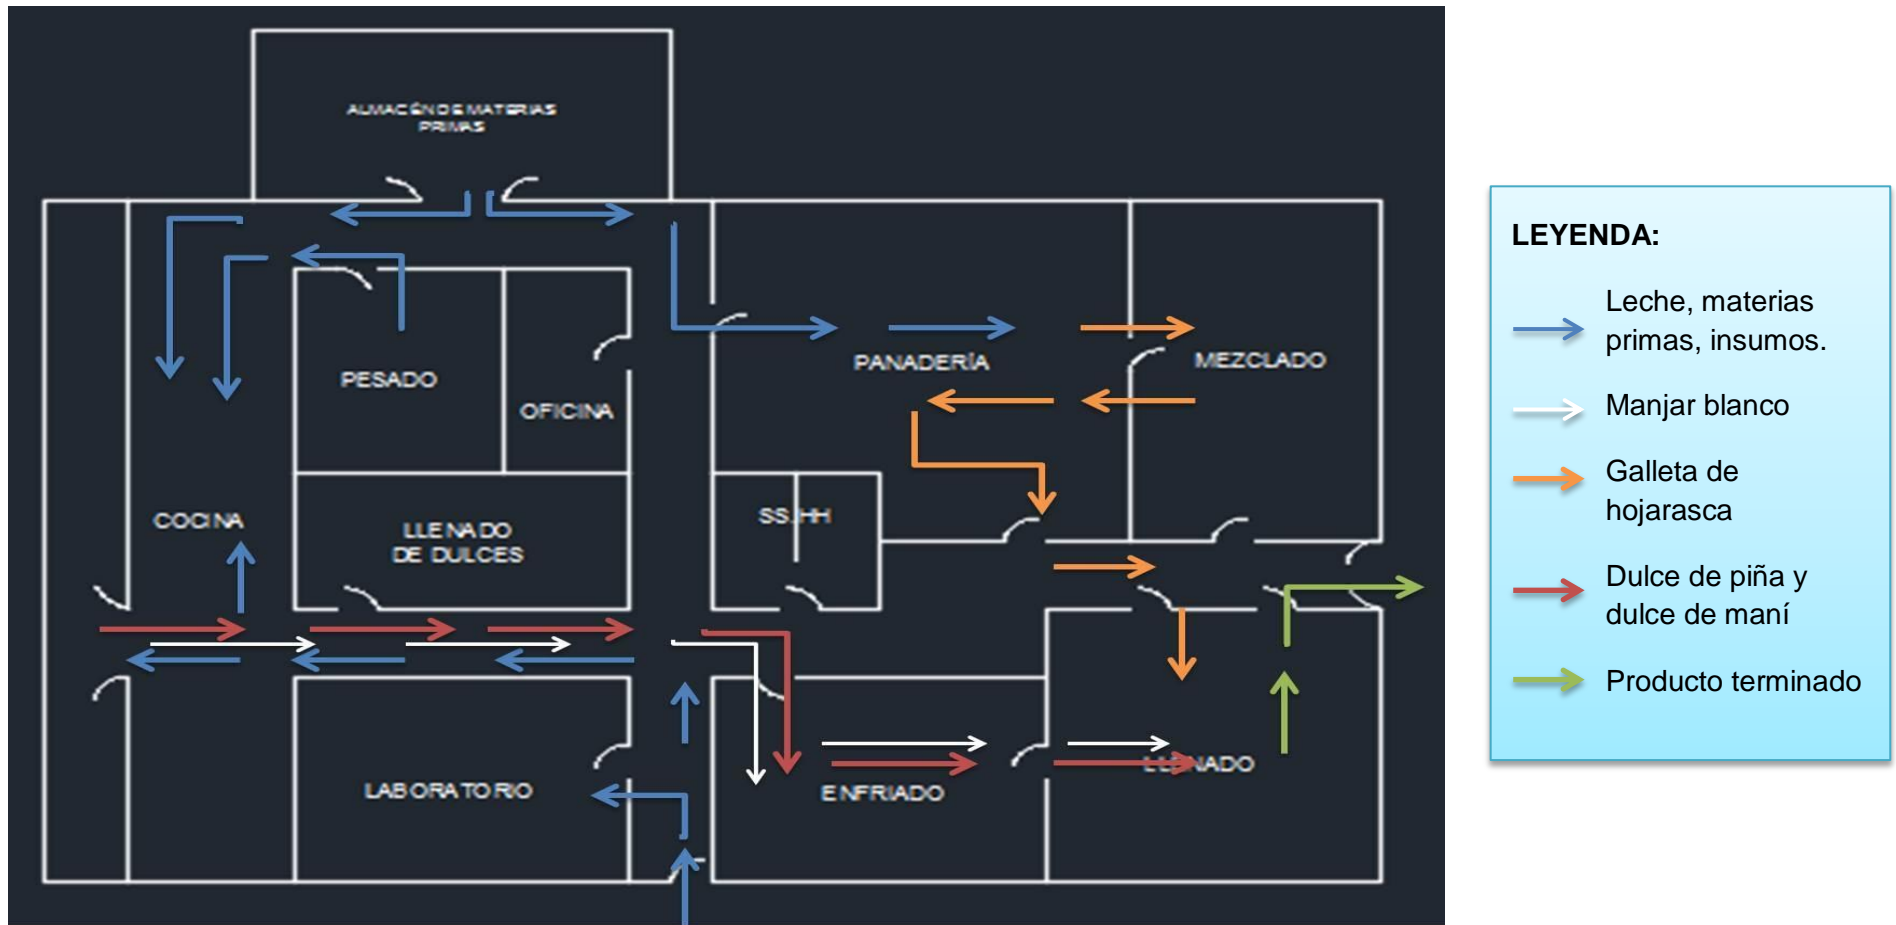 ALMACÉN DE MATERIAS
PRIMAS
PESADO
OFICINA
PANADERÍA
MEZCLADO
COCINA
LLENADO
DE DULCES
SS.HH
LABORATORIO
ENFRIADO
LLENADO
LEYENDA:
Leche, materias
primas, insumos.
Manjar blanco
Galleta de
hojarasca
Dulce de piña y
dulce de maní
Producto terminado